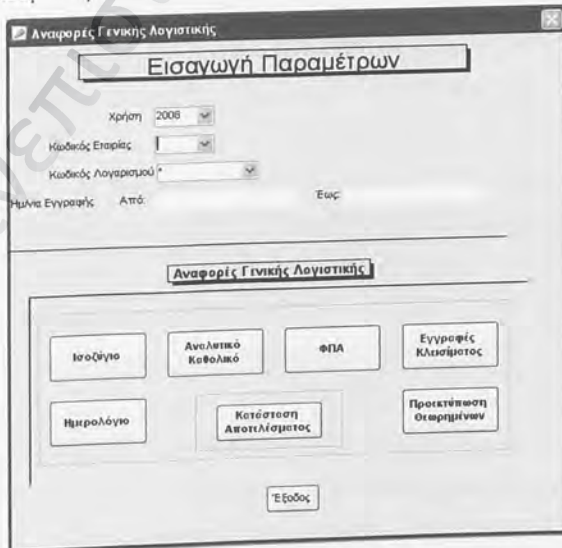 Αναφορές Γενικής Λογιστικής
Εισαγωγή Παραμέτρων
Χρήση 2008
Κωδικός Εταιρίας
Κωδικός Λογαρισμού *
Ημ/νια Εγγραφής Από: Έως:
Αναφορές Γενικής Λογιστικής
Ισοζύγιο
Αναλυτικό
Καθολικό
ΦΠΑ
Εγγραφές
Κλεισίματος
Ημερολόγιο
Κατάσταση
Αποτελέσματος
Προεκτύπωση
Θεωρημένων
Έξοδος